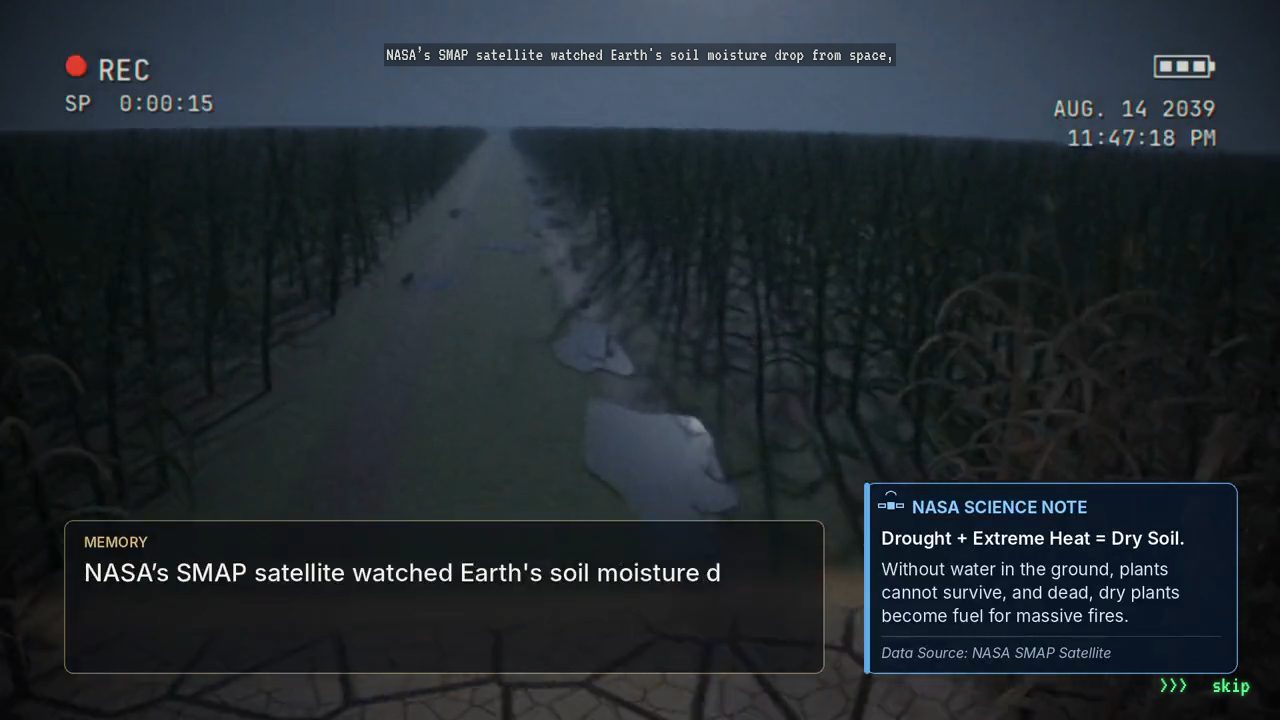 NASA's SMAP satellite watched Earth's soil moisture drop from space,
REC
SP 0:00:15
AUG. 14 2039
11:47:18 PM
MEMORY
NASA's SMAP satellite watched Earth's soil moisture d
NASA SCIENCE NOTE
Drought + Extreme Heat = Dry Soil.
Without water in the ground, plants
cannot survive, and dead, dry plants
become fuel for massive fires.
Data Source: NASA SMAP Satellite
>>> skip